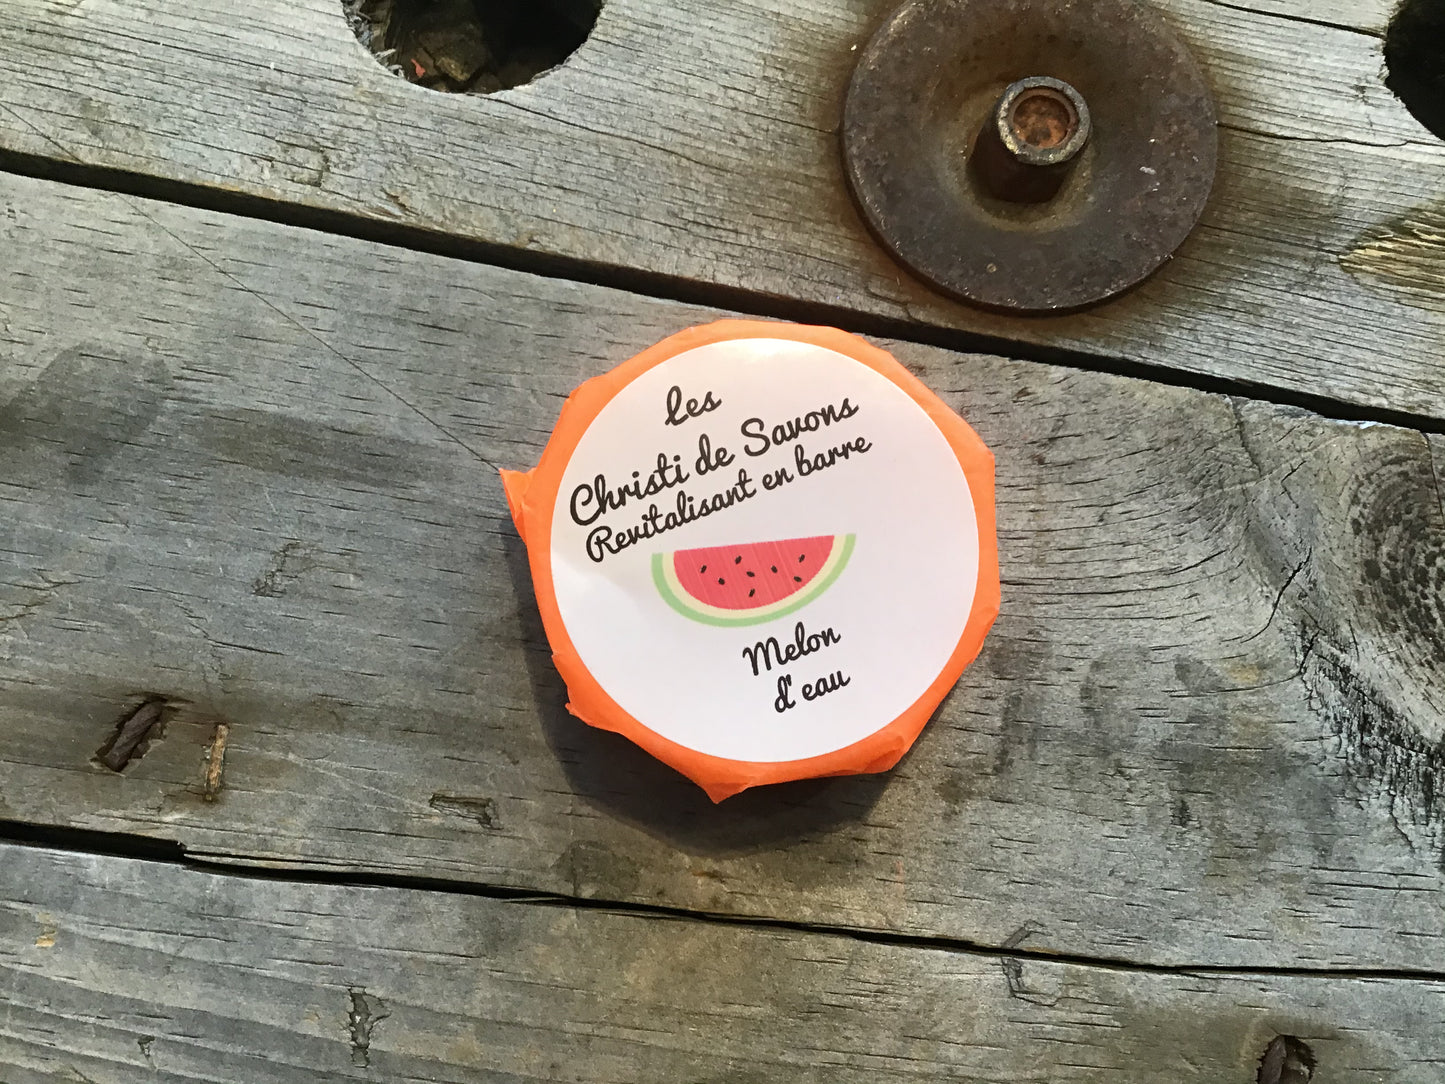 Les
Christi de Savons
Revitalisant en barre
Melon
d'eau